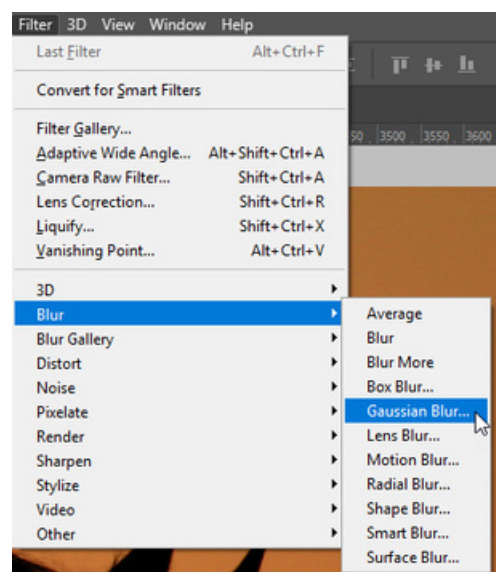 Filter 3D View Window Help
Last Filter Alt+Ctrl+F
Convert for Smart Filters
Filter Gallery...
Adaptive Wide Angle... Alt+Shift+Ctrl+A
Camera Raw Filter... Shift+Ctrl+A
Lens Correction... Shift+Ctrl+R
Liquify... Shift+Ctrl+X
Vanishing Point... Alt+Ctrl+V
50 3500 3550 3600
3D
Blur
Blur Gallery
Distort
Noise
Pixelate
Render
Sharpen
Stylize
Video
Other
Average
Blur
Blur More
Box Blur...
Gaussian Blur...
Lens Blur...
Motion Blur...
Radial Blur...
Shape Blur...
Smart Blur...
Surface Blur...